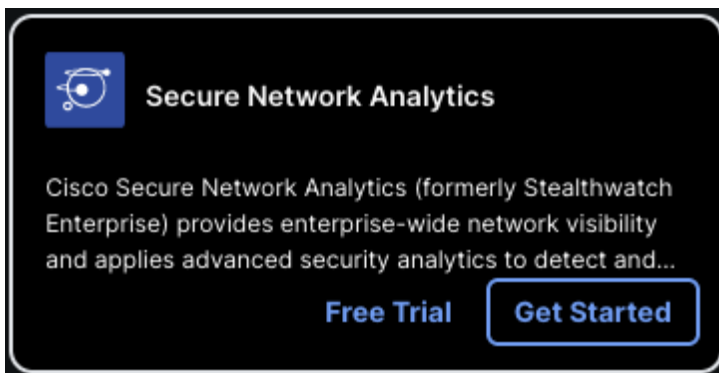 Secure Network Analytics
Cisco Secure Network Analytics (formerly Stealthwatch
Enterprise) provides enterprise-wide network visibility
and applies advanced security analytics to detect and...
Free Trial
Get Started